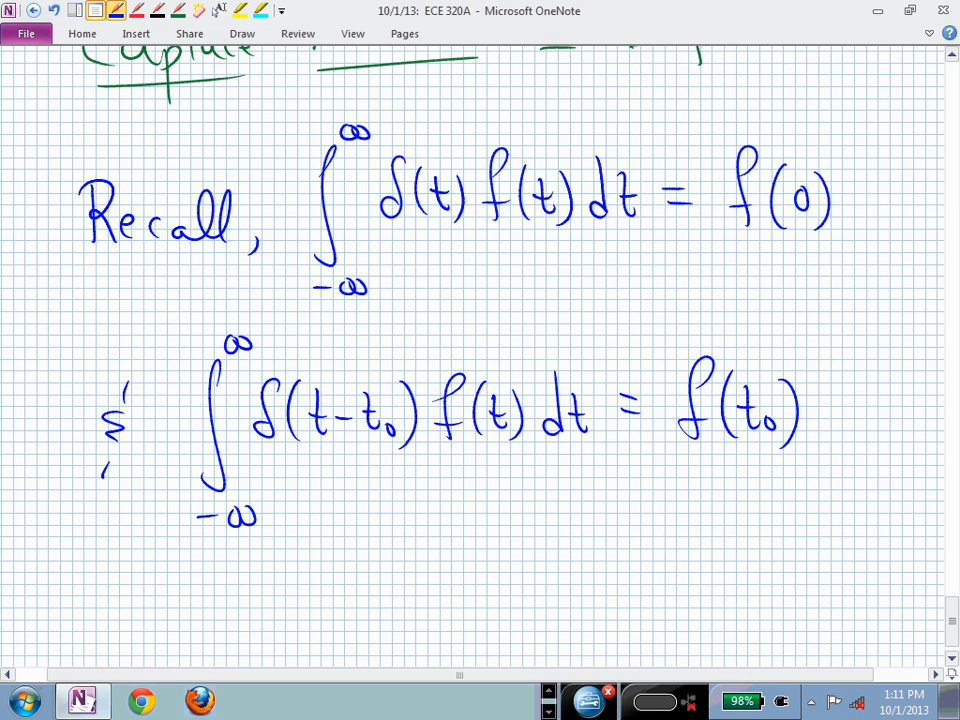 10/1/13: ECE 320A - Microsoft OneNote
File Home Insert Share Draw Review View Pages
Recall, ∫_{-∞}^{∞} δ(t) f(t) dt = f(0)
& ∫_{-∞}^{∞} δ(t-t₀) f(t) dt = f(t₀)
98%
1:11 PM
10/1/2013